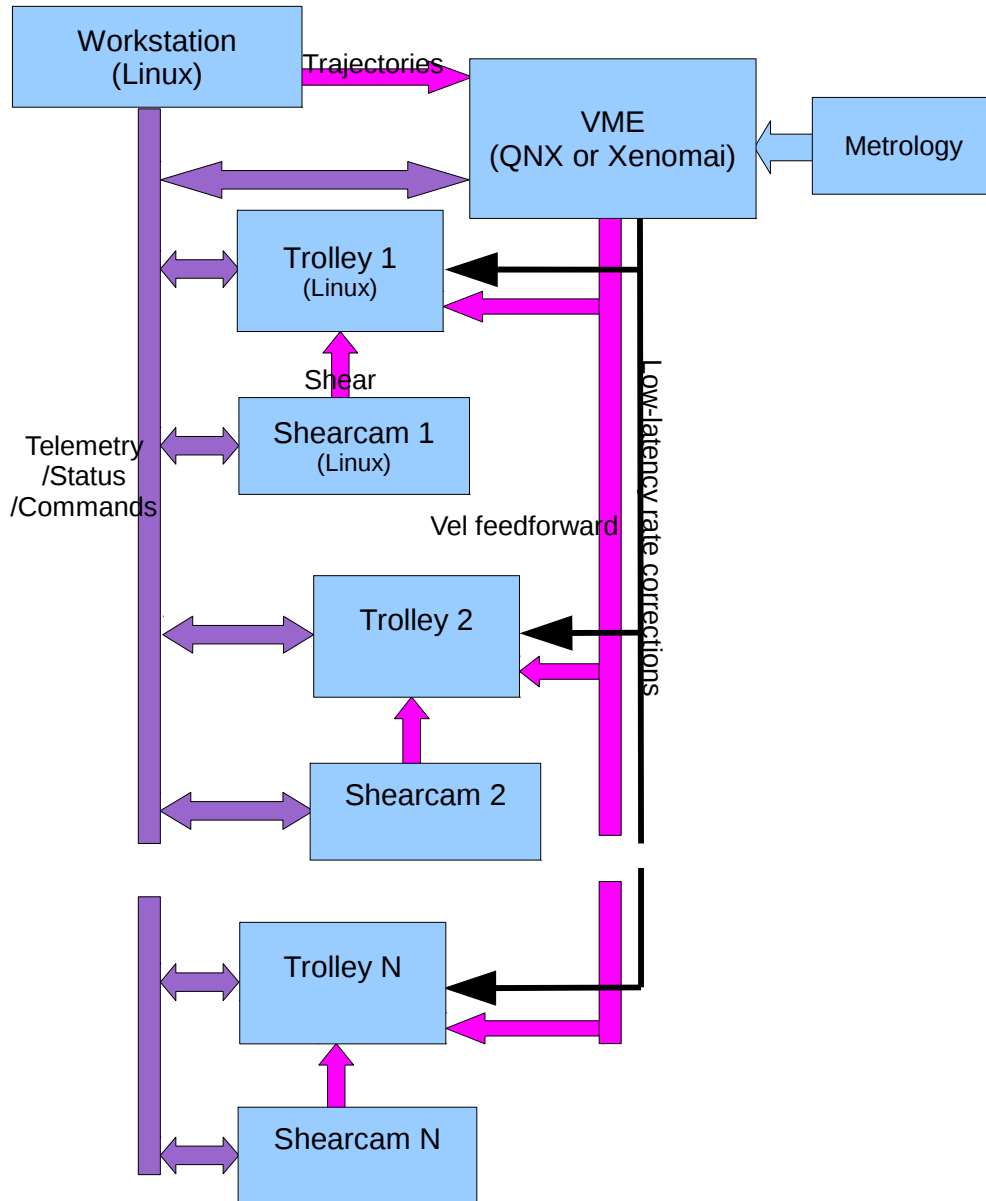 Workstation
(Linux)
Trajectories
VME
(QNX or Xenomai)
Metrology
Trolley 1
(Linux)
Shear
Shearcam 1
(Linux)
Telemetry
/Status
/Commands
Vel feedforward
Low-latency rate corrections
Trolley 2
Shearcam 2
Trolley N
Shearcam N